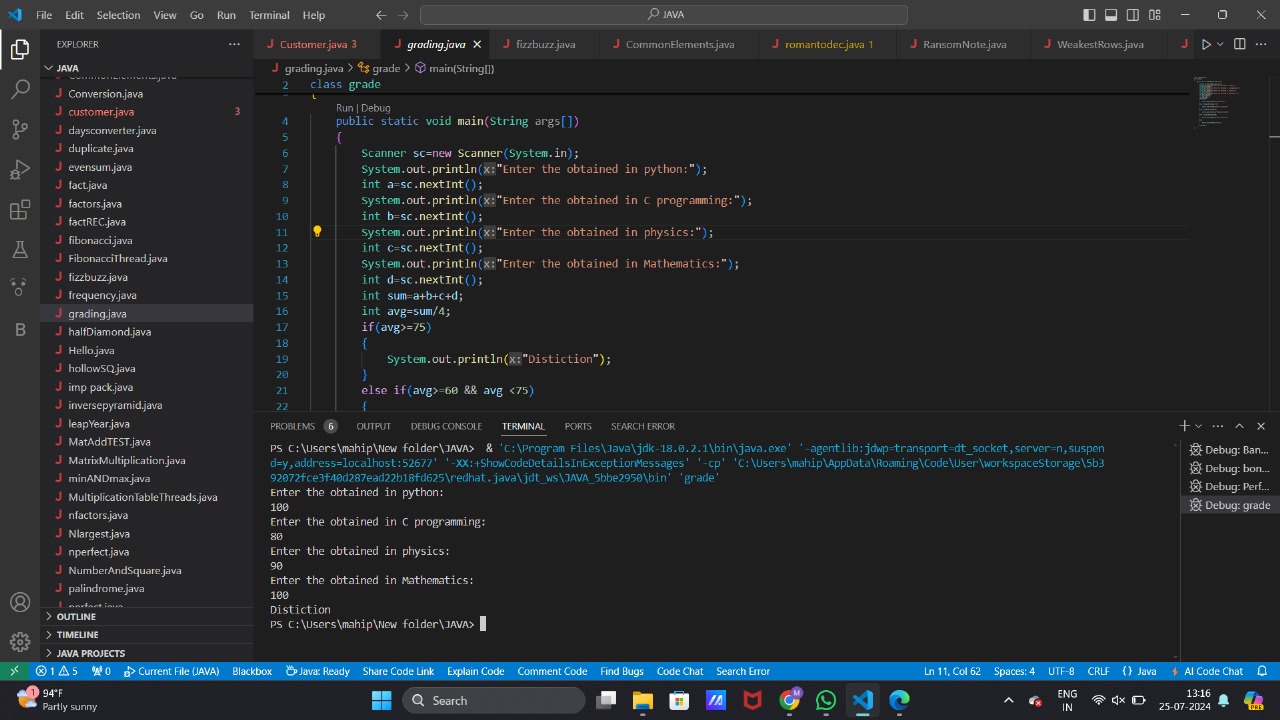 File Edit Selection View Go Run Terminal Help JAVA
EXPLORER
JAVA
Conversion.java
customer.java 3
daysconverter.java
duplicate.java
evensum.java
fact.java
factors.java
factREC.java
fibonacci.java
FibonacciThread.java
fizzbuzz.java
frequency.java
grading.java
halfDiamond.java
Hello.java
hollowSQ.java
imp pack.java
inversepyramid.java
leapYear.java
MatAddTEST.java
MatrixMultiplication.java
minANDmax.java
MultiplicationTableThreads.java
nfactors.java
Nlargest.java
nperfect.java
NumberAndSquare.java
palindrome.java
OUTLINE
TIMELINE
JAVA PROJECTS
Customer.java 3 grading.java fizzbuzz.java CommonElements.java romantodec.java 1 RansomNote.java WeakestRows.java
grading.java > grade > main(String[])
2 class grade
Run | Debug
4 public static void main(String args[])
5 {
6 Scanner sc=new Scanner(System.in);
7 System.out.println(x:"Enter the obtained in python:");
8 int a=sc.nextInt();
9 System.out.println(x:"Enter the obtained in C programming:");
10 int b=sc.nextInt();
11 System.out.println(x:"Enter the obtained in physics:");
12 int c=sc.nextInt();
13 System.out.println(x:"Enter the obtained in Mathematics:");
14 int d=sc.nextInt();
15 int sum=a+b+c+d;
16 int avg=sum/4;
17 if(avg>=75)
18 {
19 System.out.println(x:"Distiction");
20 }
21 else if(avg>=60 && avg <75)
22 {
PROBLEMS 6 OUTPUT DEBUG CONSOLE TERMINAL PORTS SEARCH ERROR
PS C:\Users\mahip\New folder\JAVA> & 'C:\Program Files\Java\jdk-18.0.2.1\bin\java.exe' '-agentlib:jdwp=transport=dt_socket,server=n,suspen
d=y,address=localhost:52677' '-XX:+ShowCodeDetailsInExceptionMessages' '-cp' 'C:\Users\mahip\AppData\Roaming\Code\User\workspaceStorage\5b3
92072fce3f40d287ead22b18fd625\redhat.java\jdt_ws\JAVA_5bbe2950\bin' 'grade'
Enter the obtained in python:
100
Enter the obtained in C programming:
80
Enter the obtained in physics:
90
Enter the obtained in Mathematics:
100
Distiction
PS C:\Users\mahip\New folder\JAVA>
Debug: Ban...
Debug: bon...
Debug: Perf...
Debug: grade
1 5 0 Current File (JAVA) Blackbox Java: Ready Share Code Link Explain Code Comment Code Find Bugs Code Chat Search Error Ln 11, Col 62 Spaces: 4 UTF-8 CRLF {} Java AI Code Chat
1 94°F
Partly sunny
Search
ENG
IN
13:16
25-07-2024